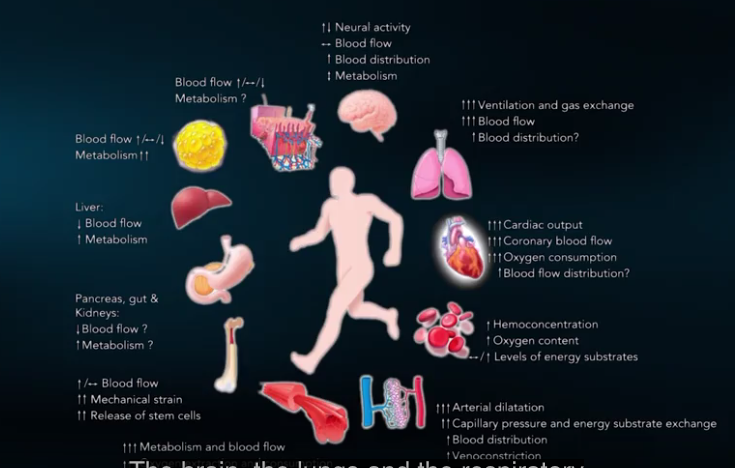 ↑↓ Neural activity
↔ Blood flow
↑ Blood distribution
↕ Metabolism
Blood flow ↑/↔/↓
Metabolism ?
↑↑↑ Ventilation and gas exchange
↑↑↑ Blood flow
↑ Blood distribution?
Blood flow ↑/↔/↓
Metabolism ↑↑
Liver:
↓ Blood flow
↑ Metabolism
↑↑↑ Cardiac output
↑↑↑ Coronary blood flow
↑↑↑ Oxygen consumption
↑ Blood flow distribution?
Pancreas, gut &
Kidneys:
↓ Blood flow ?
↑ Metabolism ?
↑ Hemoconcentration
↑ Oxygen content
↔/↑ Levels of energy substrates
↑/↔ Blood flow
↑↑ Mechanical strain
↑↑ Release of stem cells
↑↑↑ Arterial dilatation
↑↑ Capillary pressure and energy substrate exchange
↑ Blood distribution
↑ Venoconstriction
↑↑↑ Metabolism and blood flow
The brain, the lungs and the respiratory